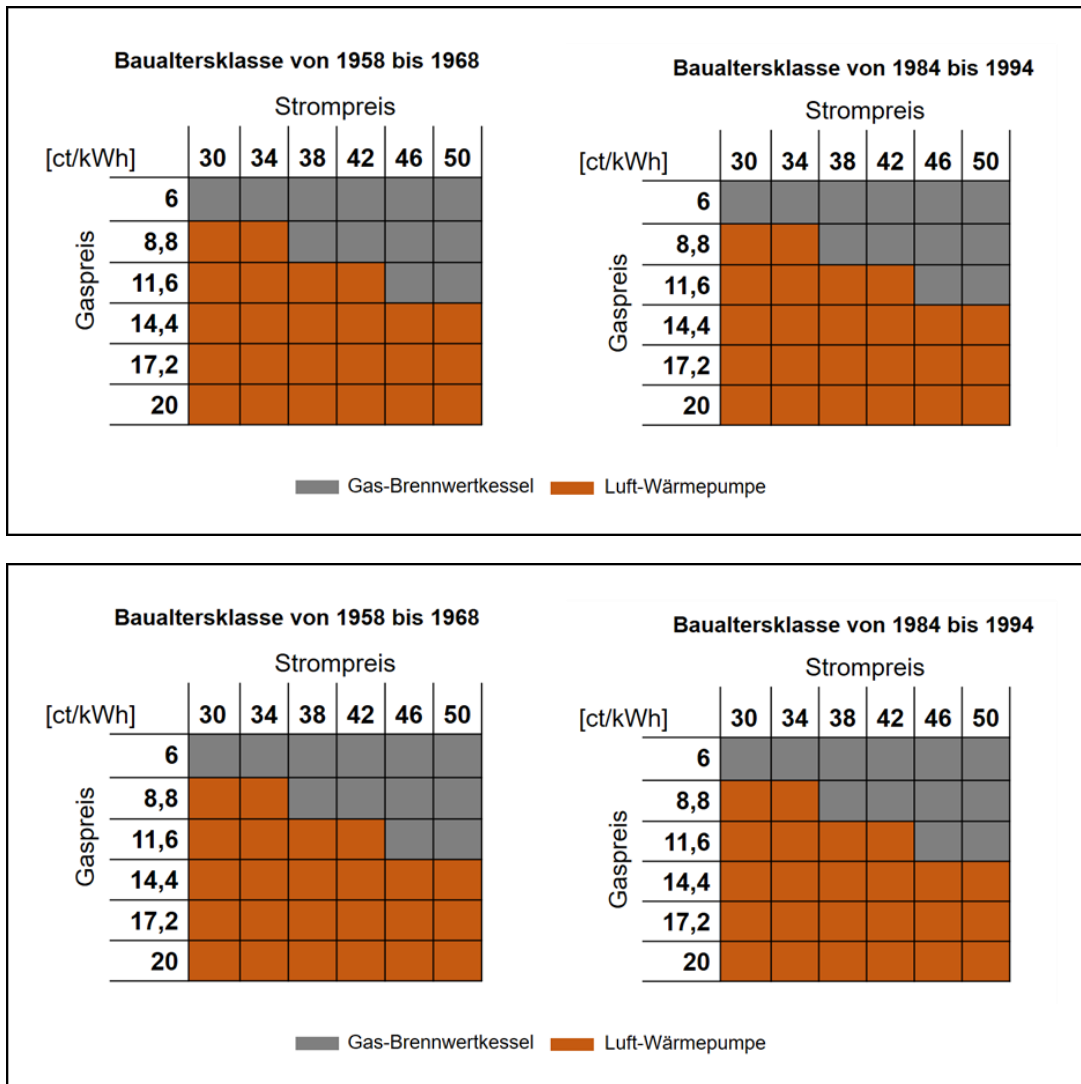 Baualtersklasse von 1958 bis 1968
Strompreis
[ct/kWh] 30 34 38 42 46 50
Gaspreis
6
8,8
11,6
14,4
17,2
20
Baualtersklasse von 1984 bis 1994
Strompreis
[ct/kWh] 30 34 38 42 46 50
Gaspreis
6
8,8
11,6
14,4
17,2
20
Gas-Brennwertkessel Luft-Wärmepumpe
Baualtersklasse von 1958 bis 1968
Strompreis
[ct/kWh] 30 34 38 42 46 50
Gaspreis
6
8,8
11,6
14,4
17,2
20
Baualtersklasse von 1984 bis 1994
Strompreis
[ct/kWh] 30 34 38 42 46 50
Gaspreis
6
8,8
11,6
14,4
17,2
20
Gas-Brennwertkessel Luft-Wärmepumpe